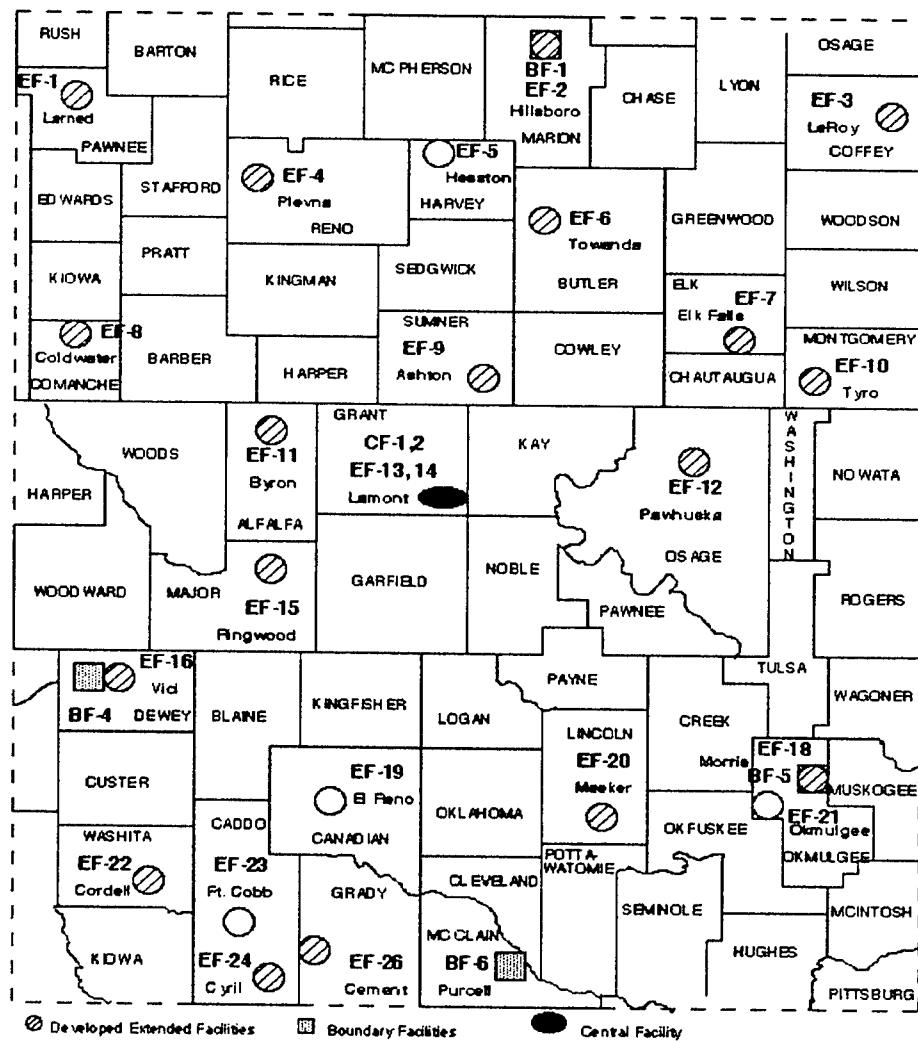 RUSH
BARTON
RICE
MC PHERSON
BF-1
EF-2
Hillsboro
MARION
CHASE
LYON
OSAGE
EF-1
Larned
PAWNEE
EF-3
LeRoy
COFFEY
EDWARDS
STAFFORD
EF-4
Plevna
RENO
EF-5
Hesston
HARVEY
EF-6
Towanda
BUTLER
GREENWOOD
WOODSON
KIOWA
PRATT
KINGMAN
SEDGWICK
ELK
EF-7
Elk Falls
WILSON
EF-8
Coldwater
COMANCHE
BARBER
HARPER
SUMNER
EF-9
Ashton
COWLEY
CHAUTAUGUA
MONTGOMERY
EF-10
Tyro
HARPER
WOODS
EF-11
Byron
ALFALFA
GRANT
CF-1,2
EF-13, 14
Lamont
KAY
EF-12
Pawhuska
OSAGE
WASHINGTON
NOWATA
WOODWARD
MAJOR
EF-15
Ringwood
GARFIELD
NOBLE
PAWNEE
ROGERS
EF-16
Vici
BF-4 DEWEY
BLAINE
KINGFISHER
LOGAN
PAYNE
TULSA
WAGONER
CREEK
LINCOLN
EF-20
Meeker
Morris
EF-18
BF-5
MUSKOGEE
CUSTER
EF-19
El Reno
CANADIAN
OKLAHOMA
OKFUSKEE
EF-21
Okmulgee
OKMULGEE
WASHITA
EF-22
Cordell
CADDO
EF-23
Ft. Cobb
GRADY
CLEVELAND
POTTA-
WATOMIE
SEMINOLE
MCINTOSH
KIOWA
EF-24
Cyril
EF-26
Cement
MC CLAIN
BF-6
Purcell
HUGHES
PITTSBURG
Developed Extended Facilities
Boundary Facilities
Central Facility